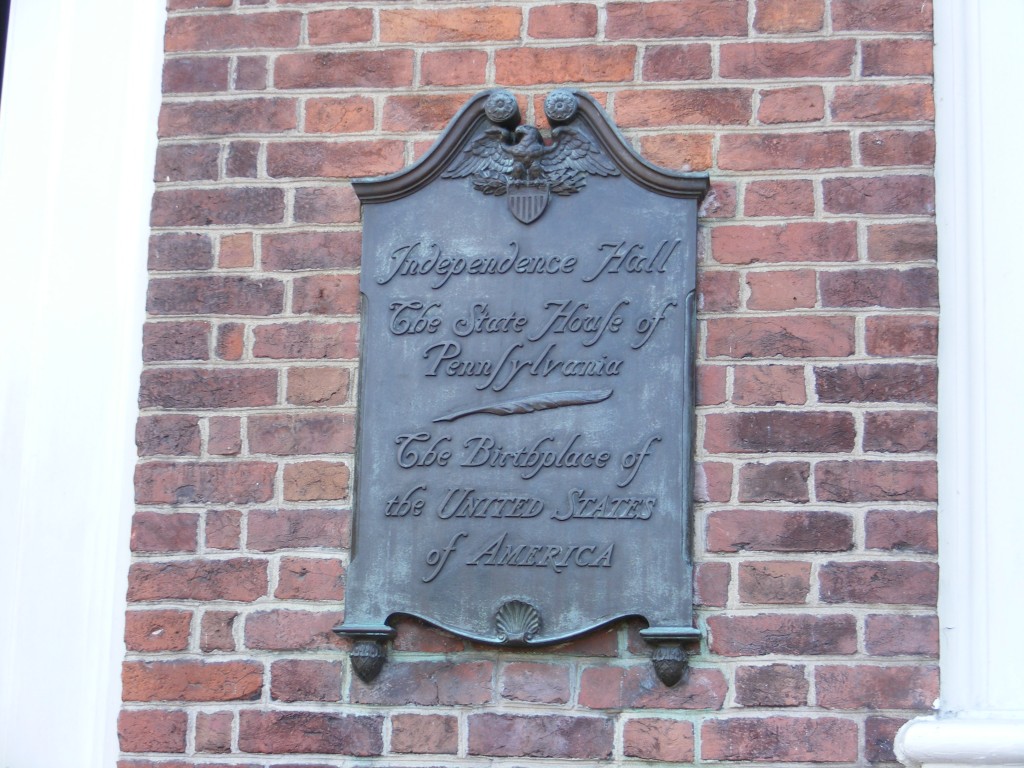 Independence Hall
The State Houſe of
Pennſylvania
The Birthplace of
the UNITED STATES
of AMERICA